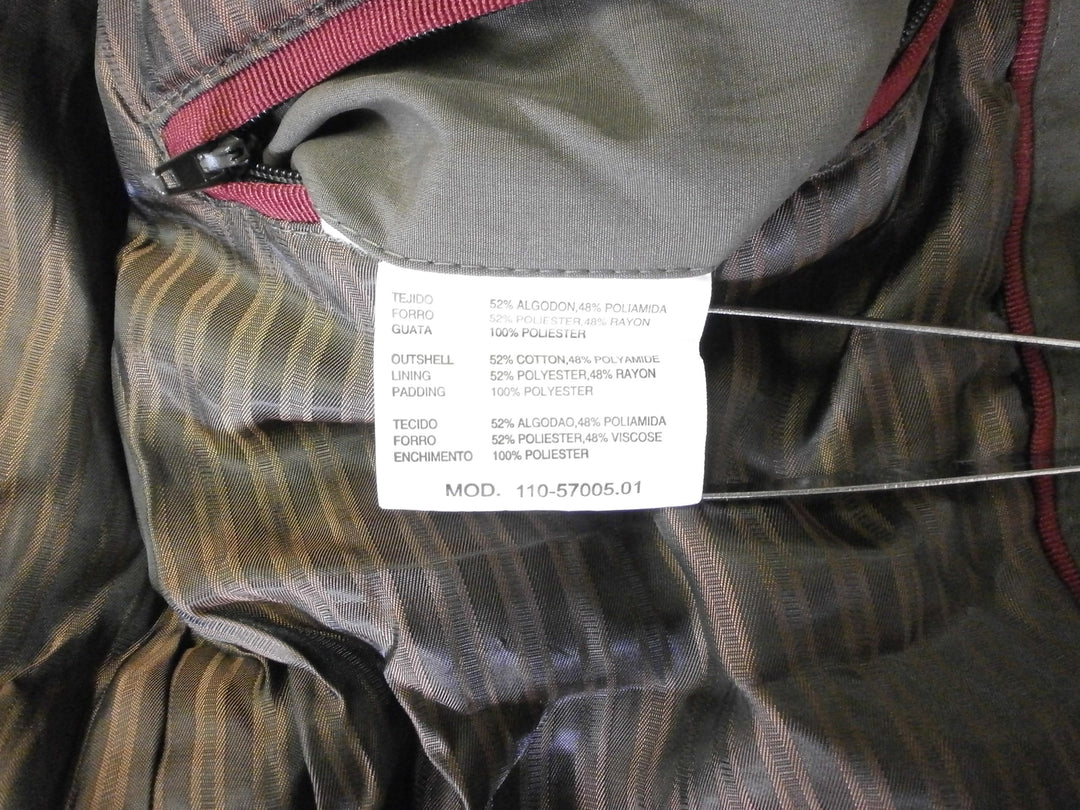 TEJIDO 52% ALGODON,48% POLIAMIDA
FORRO 52% POLIESTER,48% RAYON
GUATA 100% POLIESTER
OUTSHELL 52% COTTON,48% POLYAMIDE
LINING 52% POLYESTER,48% RAYON
PADDING 100% POLYESTER
TECIDO 52% ALGODAO,48% POLIAMIDA
FORRO 52% POLIESTER,48% VISCOSE
ENCHIMENTO 100% POLIESTER
MOD. 110-57005.01